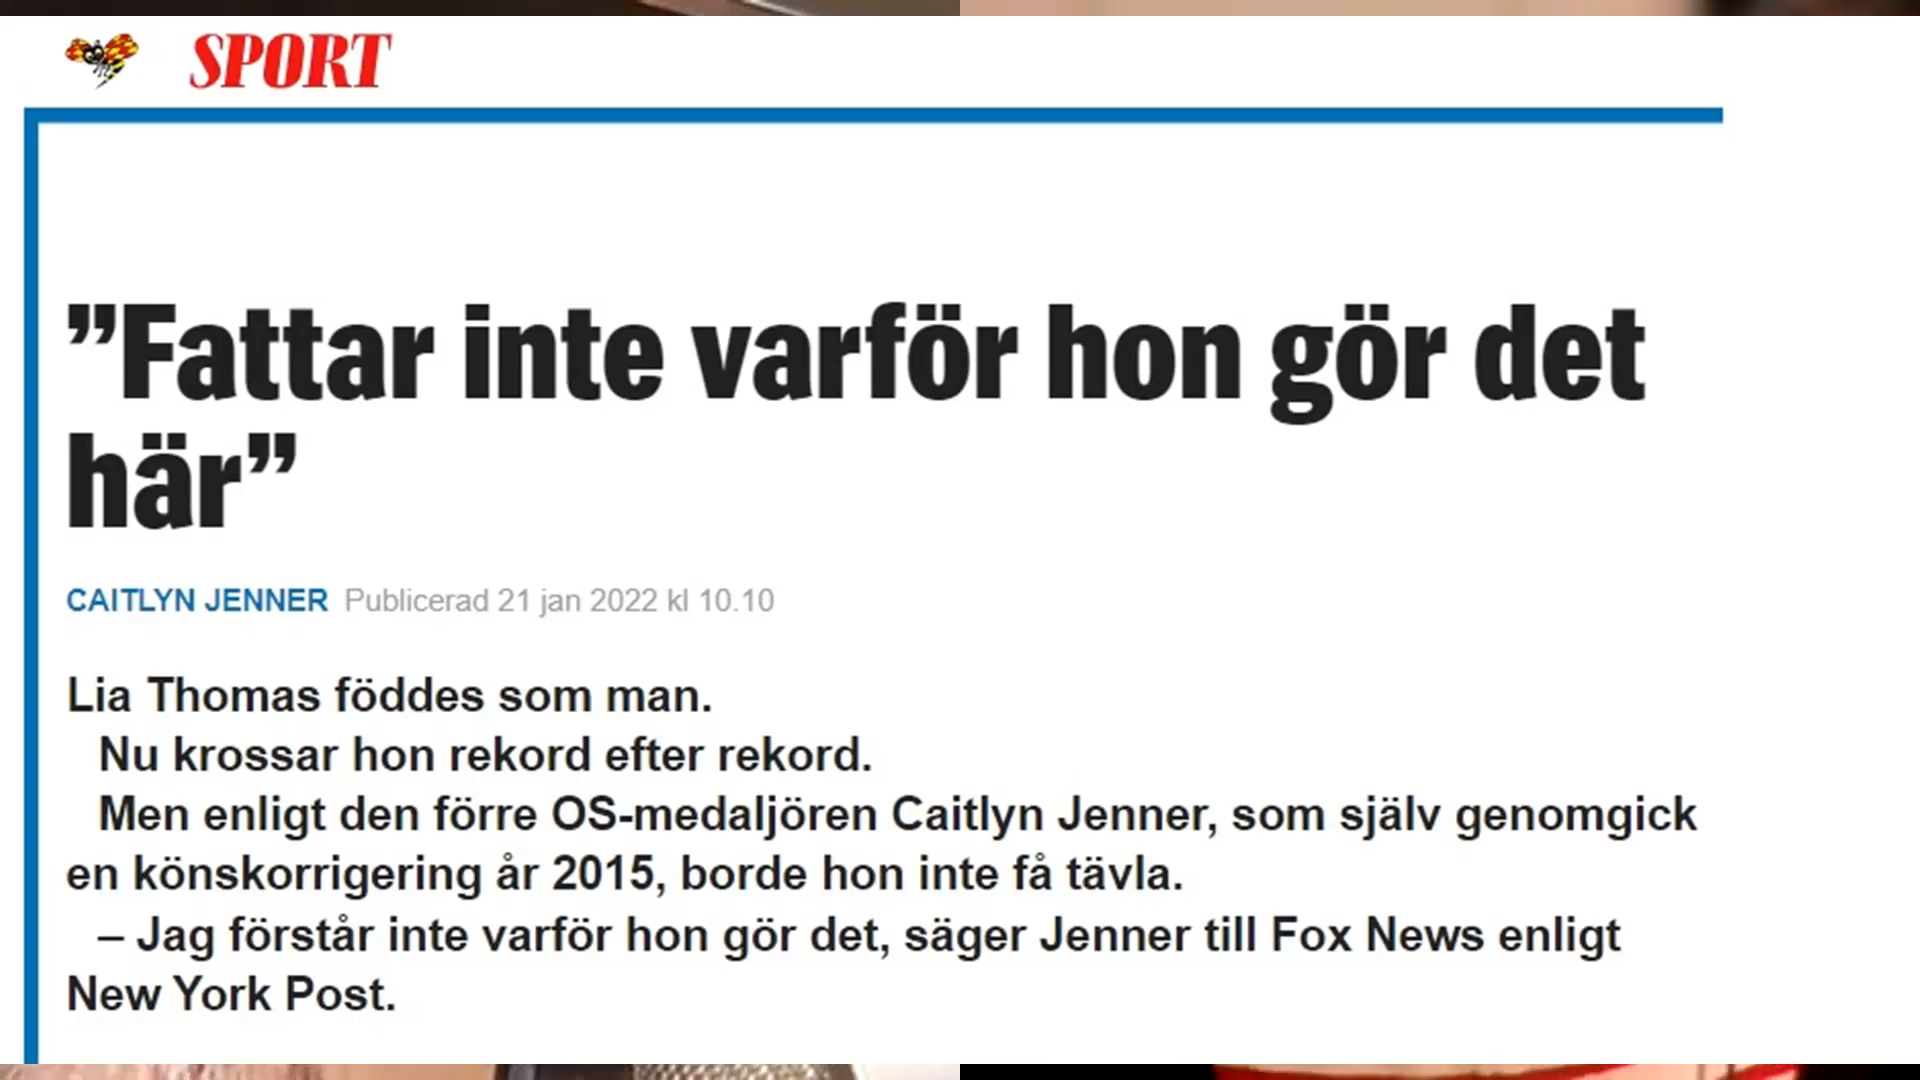 SPORT
”Fattar inte varför hon gör det
här”
CAITLYN JENNER Publicerad 21 jan 2022 kl 10.10
Lia Thomas föddes som man.
Nu krossar hon rekord efter rekord.
Men enligt den förre OS-medaljören Caitlyn Jenner, som själv genomgick
en könskorrigering år 2015, borde hon inte få tävla.
– Jag förstår inte varför hon gör det, säger Jenner till Fox News enligt
New York Post.